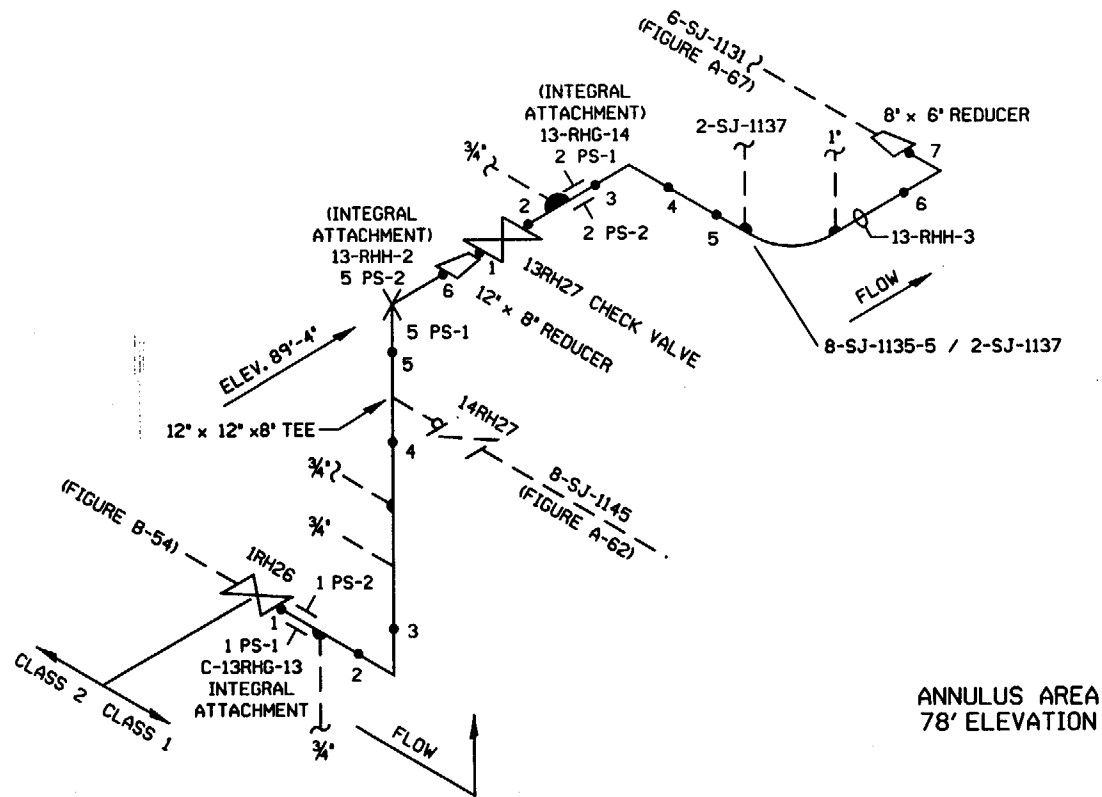 6-SJ-1131
(FIGURE A-67)
8" x 6" REDUCER
7
(INTEGRAL
ATTACHMENT)
13-RHG-14
2 PS-1
2-SJ-1137
1"
3/4"
2
3
4
5
6
2 PS-2
13-RHH-3
(INTEGRAL
ATTACHMENT)
13-RHH-2
5 PS-2
1
6
13RH27 CHECK VALVE
12" x 8" REDUCER
FLOW
8-SJ-1135-5 / 2-SJ-1137
5 PS-1
5
ELEV. 89'-4"
12" x 12" x8" TEE
14RH27
4
8-SJ-1145
(FIGURE A-62)
3/4"
3/4"
(FIGURE B-54)
1RH26
1 PS-2
1
3
1 PS-1
C-13RHG-13
INTEGRAL
ATTACHMENT
2
CLASS 2 CLASS 1
3/4"
FLOW
ANNULUS AREA
78' ELEVATION